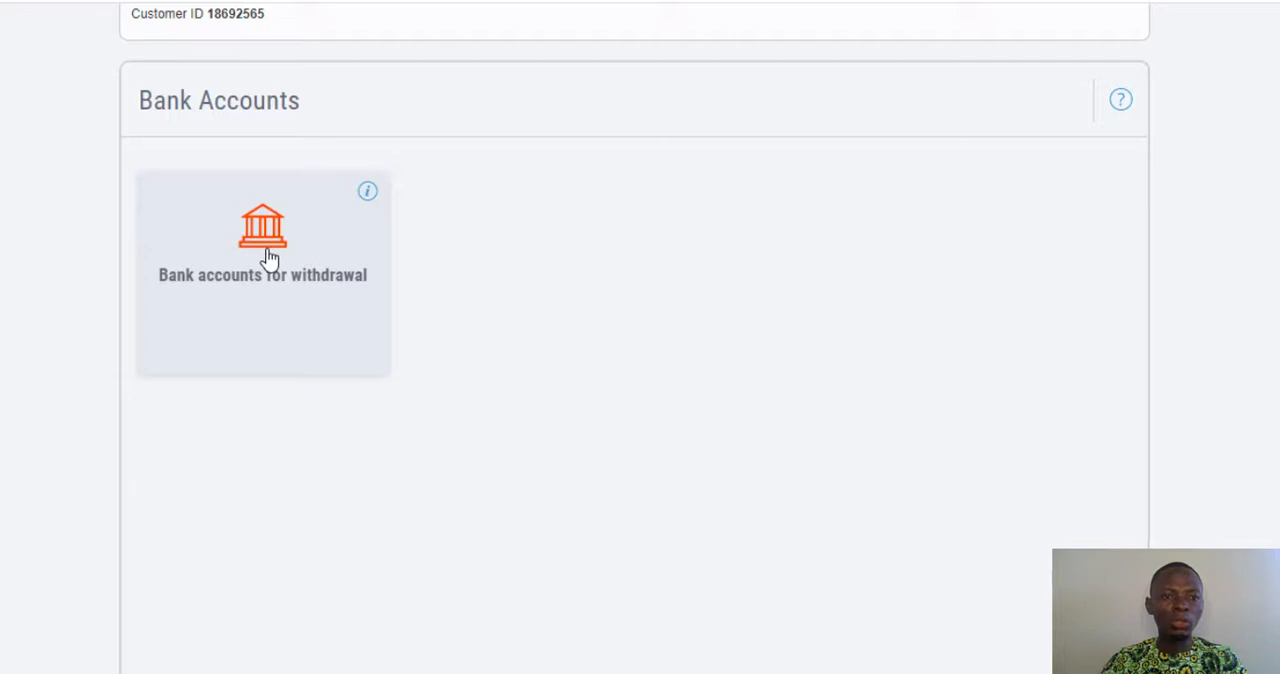 Customer ID 18692565
Bank Accounts
?
i
Bank accounts for withdrawal